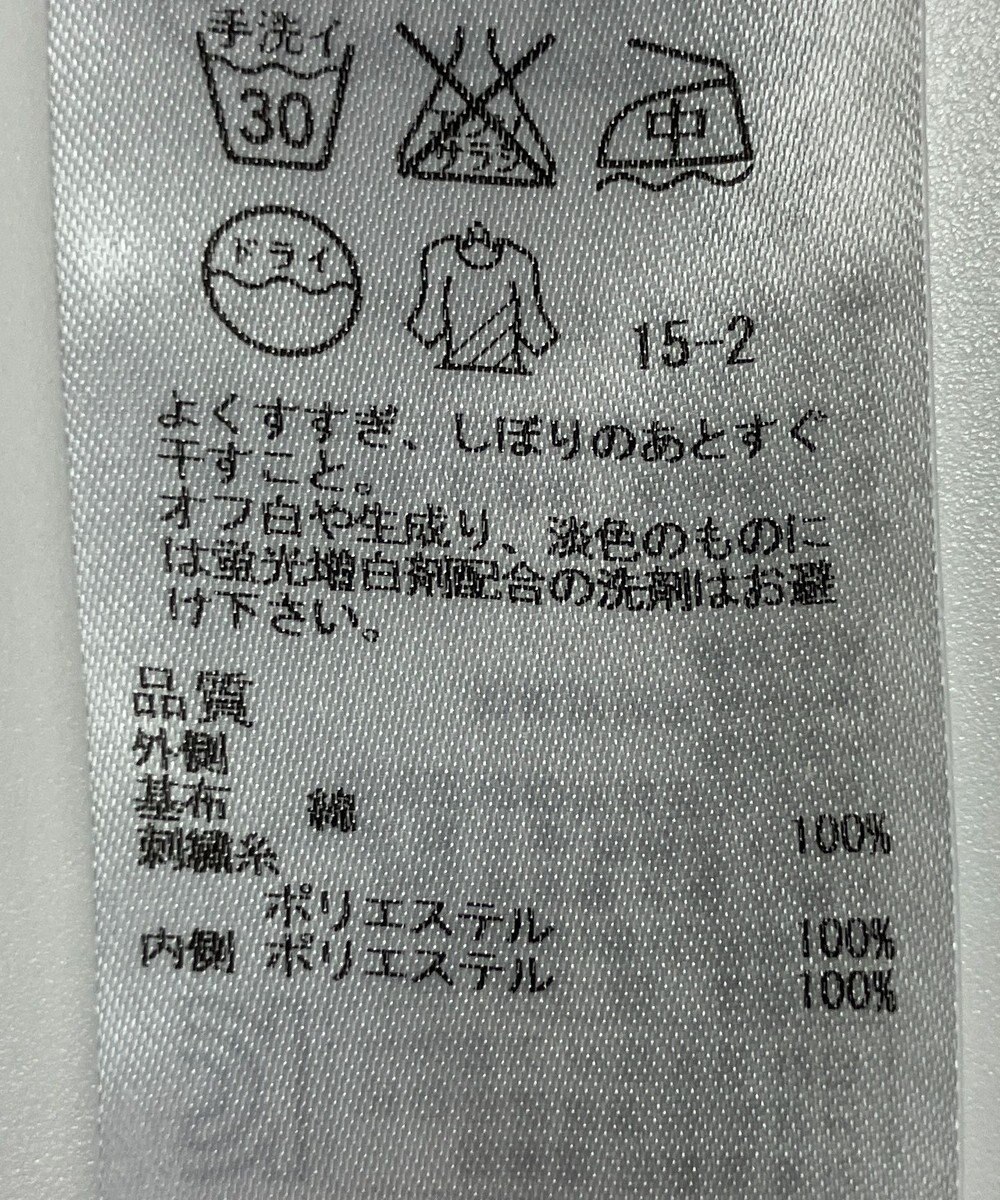 手洗イ
30
エンソ
サラシ
中
ドライ
15-2
よくすすぎ、しぼりのあとすぐ
干すこと。
オフ白や生成り、淡色のものに
は蛍光増白剤配合の洗剤はお避
け下さい。
品質
外側
基布 綿 100%
刺繍糸
ポリエステル 100%
内側 ポリエステル 100%